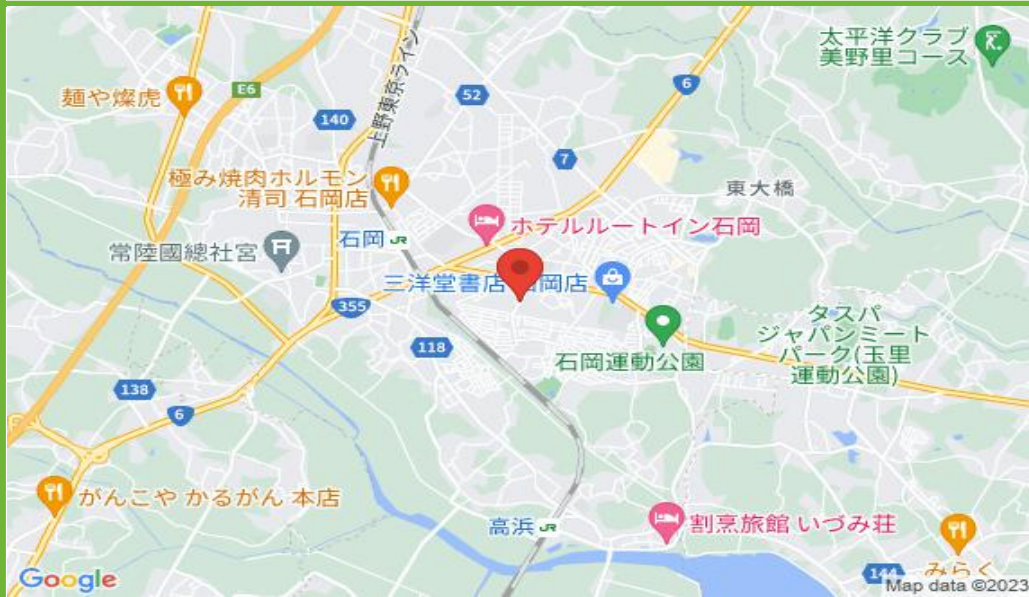 太平洋クラブ
美野里コース
上野東京ライン
6
E6
52
麺や燦虎
140
7
極み焼肉ホルモン
清司 石岡店
東大橋
ホテルルートイン石岡
石岡 JR
常陸國總社宮
三洋堂書店 石岡店
355
タスパ
ジャパンミート
パーク(玉里
運動公園)
118
石岡運動公園
138
6
がんこや かるがん 本店
高浜 JR
割烹旅館 いづみ荘
みらく
144
Google
Map data ©2023